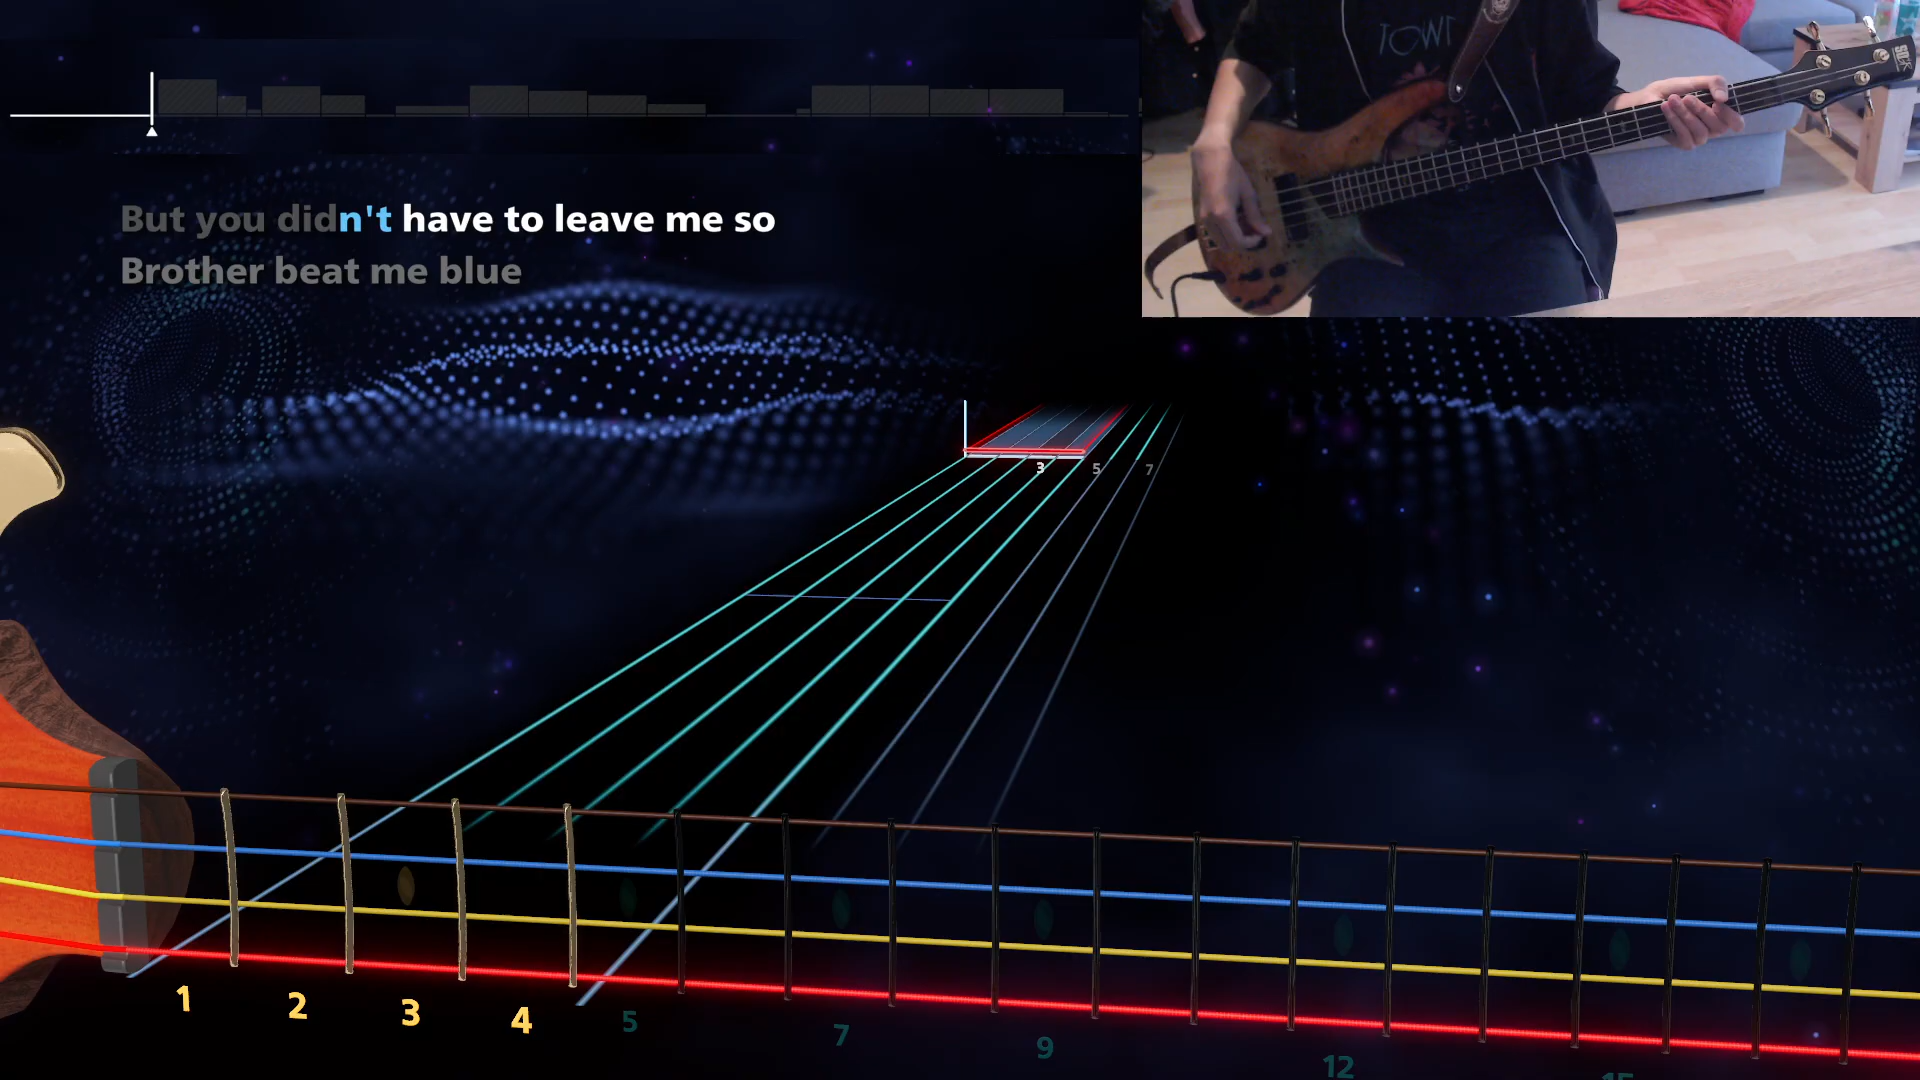 But you didn't have to leave me so
Brother beat me blue
3 5 7
1 2 3 4 5 7 9 12 15